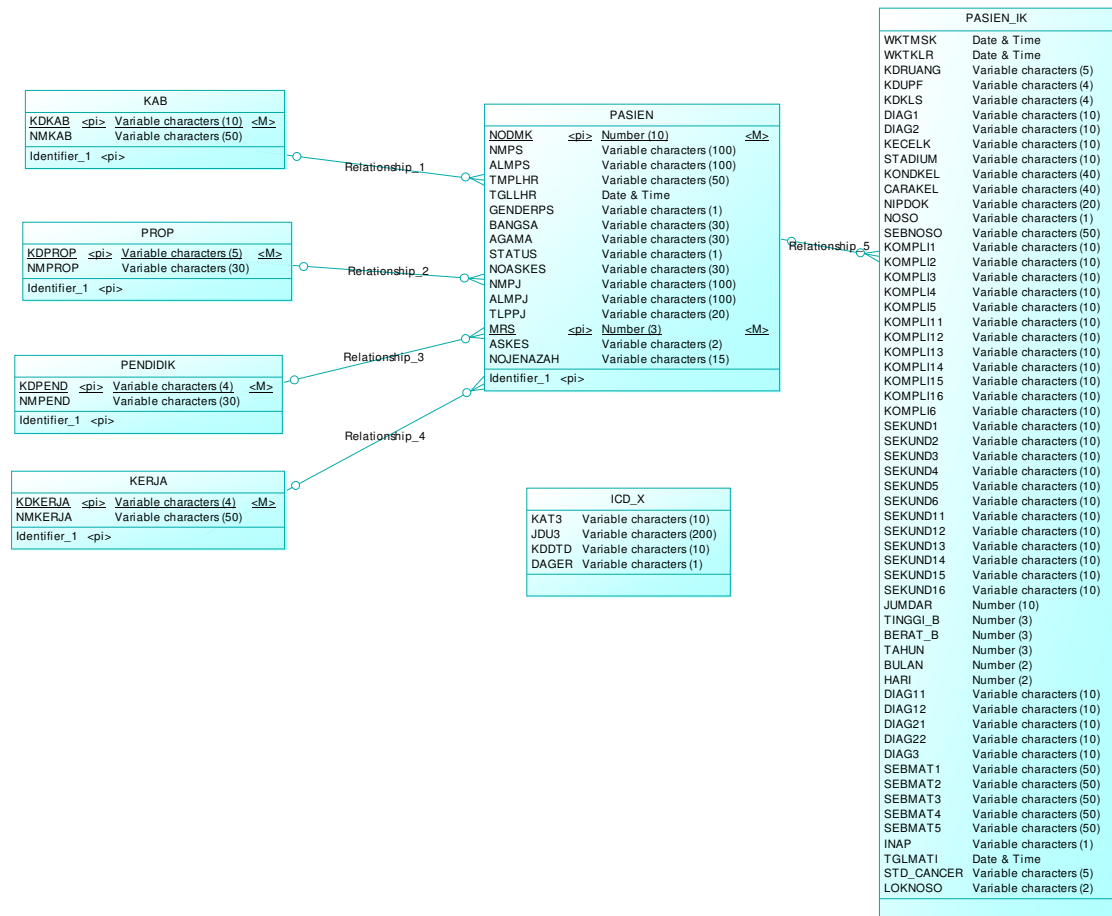 KAB
KDKAB <pi> Variable characters (10) <M>
NMKAB Variable characters (50)
Identifier_1 <pi>
PROP
KDPROP <pi> Variable characters (5) <M>
NMPROP Variable characters (30)
Identifier_1 <pi>
PENDIDIK
KDPEND <pi> Variable characters (4) <M>
NMPEND Variable characters (30)
Identifier_1 <pi>
KERJA
KDKERJA <pi> Variable characters (4) <M>
NMKERJA Variable characters (50)
Identifier_1 <pi>
Relationship_1
Relationship_2
Relationship_3
Relationship_4
PASIEN
NODMK <pi> Number (10) <M>
NMPS Variable characters (100)
ALMPS Variable characters (100)
TMPLHR Variable characters (50)
TGLLHR Date & Time
GENDERPS Variable characters (1)
BANGSA Variable characters (30)
AGAMA Variable characters (30)
STATUS Variable characters (1)
NOASKES Variable characters (30)
NMPJ Variable characters (100)
ALMPJ Variable characters (100)
TLPPJ Variable characters (20)
MRS <pi> Number (3) <M>
ASKES Variable characters (2)
NOJENAZAH Variable characters (15)
Identifier_1 <pi>
ICD_X
KAT3 Variable characters (10)
JDU3 Variable characters (200)
KDDTD Variable characters (10)
DAGER Variable characters (1)
Relationship_5
PASIEN_IK
WKTMSK Date & Time
WKTKLR Date & Time
KDRUANG Variable characters (5)
KDUPF Variable characters (4)
KDKLS Variable characters (4)
DIAG1 Variable characters (10)
DIAG2 Variable characters (10)
KECELK Variable characters (10)
STADIUM Variable characters (10)
KONDKEL Variable characters (40)
CARAKEL Variable characters (40)
NIPDOK Variable characters (20)
NOSO Variable characters (1)
SEBNOSO Variable characters (50)
KOMPLI1 Variable characters (10)
KOMPLI2 Variable characters (10)
KOMPLI3 Variable characters (10)
KOMPLI4 Variable characters (10)
KOMPLI5 Variable characters (10)
KOMPLI11 Variable characters (10)
KOMPLI12 Variable characters (10)
KOMPLI13 Variable characters (10)
KOMPLI14 Variable characters (10)
KOMPLI15 Variable characters (10)
KOMPLI16 Variable characters (10)
KOMPLI6 Variable characters (10)
SEKUND1 Variable characters (10)
SEKUND2 Variable characters (10)
SEKUND3 Variable characters (10)
SEKUND4 Variable characters (10)
SEKUND5 Variable characters (10)
SEKUND6 Variable characters (10)
SEKUND11 Variable characters (10)
SEKUND12 Variable characters (10)
SEKUND13 Variable characters (10)
SEKUND14 Variable characters (10)
SEKUND15 Variable characters (10)
SEKUND16 Variable characters (10)
JUMDAR Number (10)
TINGGI_B Number (3)
BERAT_B Number (3)
TAHUN Number (3)
BULAN Number (2)
HARI Number (2)
DIAG11 Variable characters (10)
DIAG12 Variable characters (10)
DIAG21 Variable characters (10)
DIAG22 Variable characters (10)
DIAG3 Variable characters (10)
SEBMAT1 Variable characters (50)
SEBMAT2 Variable characters (50)
SEBMAT3 Variable characters (50)
SEBMAT4 Variable characters (50)
SEBMAT5 Variable characters (50)
INAP Variable characters (1)
TGLMATI Date & Time
STD_CANCER Variable characters (5)
LOKNOSO Variable characters (2)